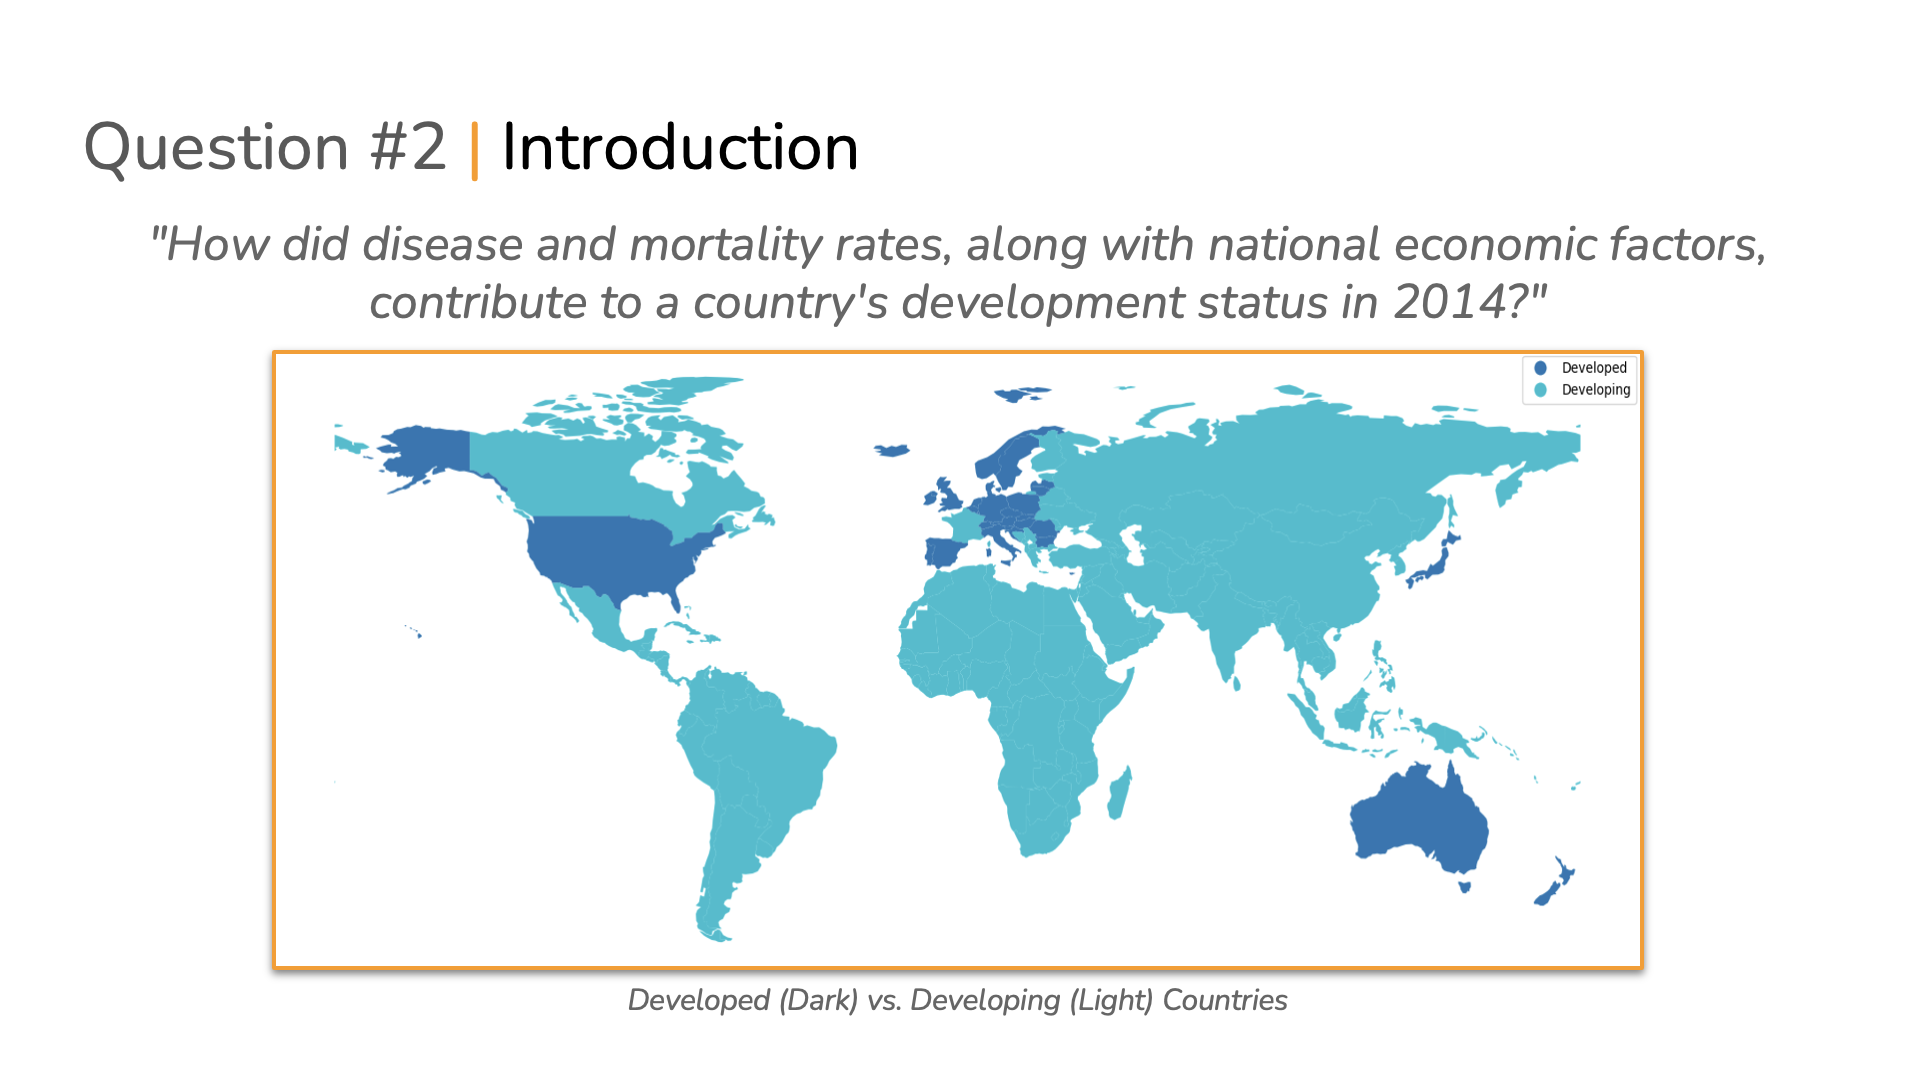 Question #2 | Introduction
"How did disease and mortality rates, along with national economic factors,
contribute to a country's development status in 2014?"
Developed
Developing
Developed (Dark) vs. Developing (Light) Countries